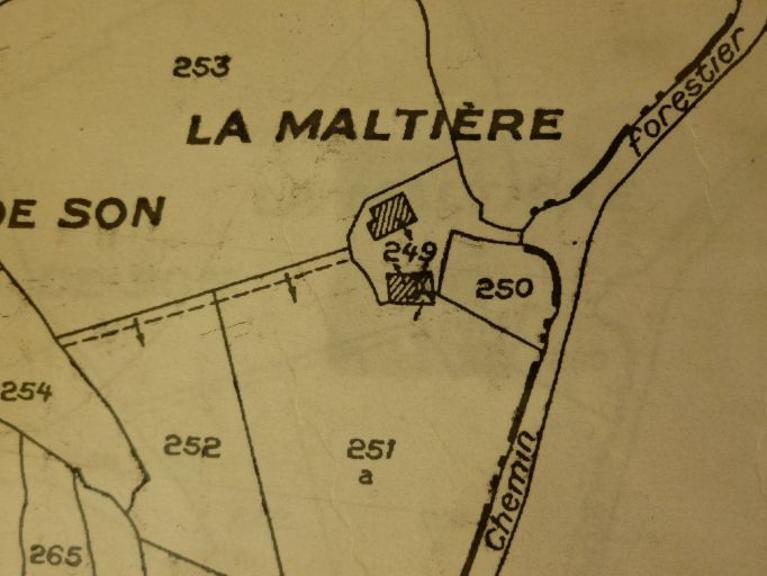 253
LA MALTIÈRE
Forestier
DE SON
249
250
254
252
251
a
Chemin
265